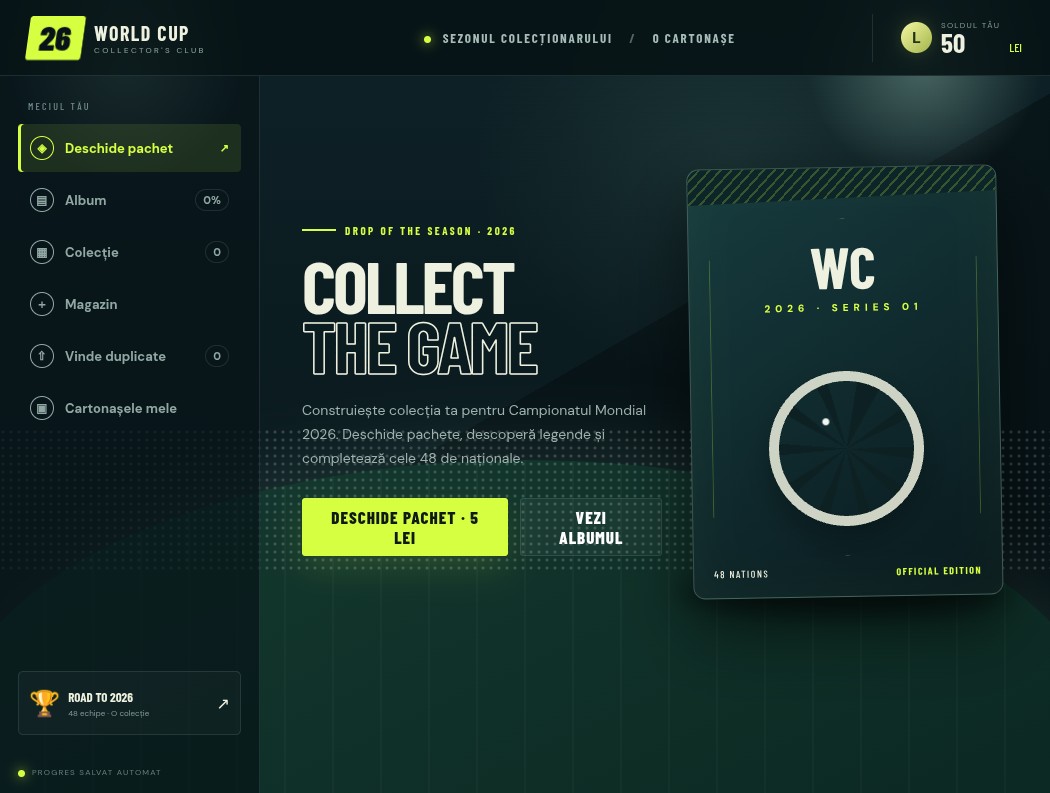 26
WORLD CUP
COLLECTOR'S CLUB
SEZONUL COLECȚIONARULUI / 0 CARTONAȘE
L
SOLDUL TĂU
50 LEI
MECIUL TĂU
Deschide pachet ↗
Album 0%
Colecție 0
Magazin
Vinde duplicate 0
Cartonașele mele
ROAD TO 2026
48 echipe · O colecție
↗
PROGRES SALVAT AUTOMAT
DROP OF THE SEASON · 2026
COLLECT
THE GAME
Construiește colecția ta pentru Campionatul Mondial
2026. Deschide pachete, descoperă legende și
completează cele 48 de naționale.
DESCHIDE PACHET · 5
LEI
VEZI
ALBUMUL
WC
2026 · SERIES 01
48 NATIONS
OFFICIAL EDITION